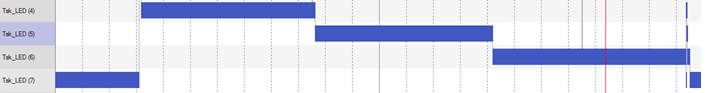 Tsk_LED (4)
Tsk_LED (5)
Tsk_LED (6)
Tsk_LED (7)